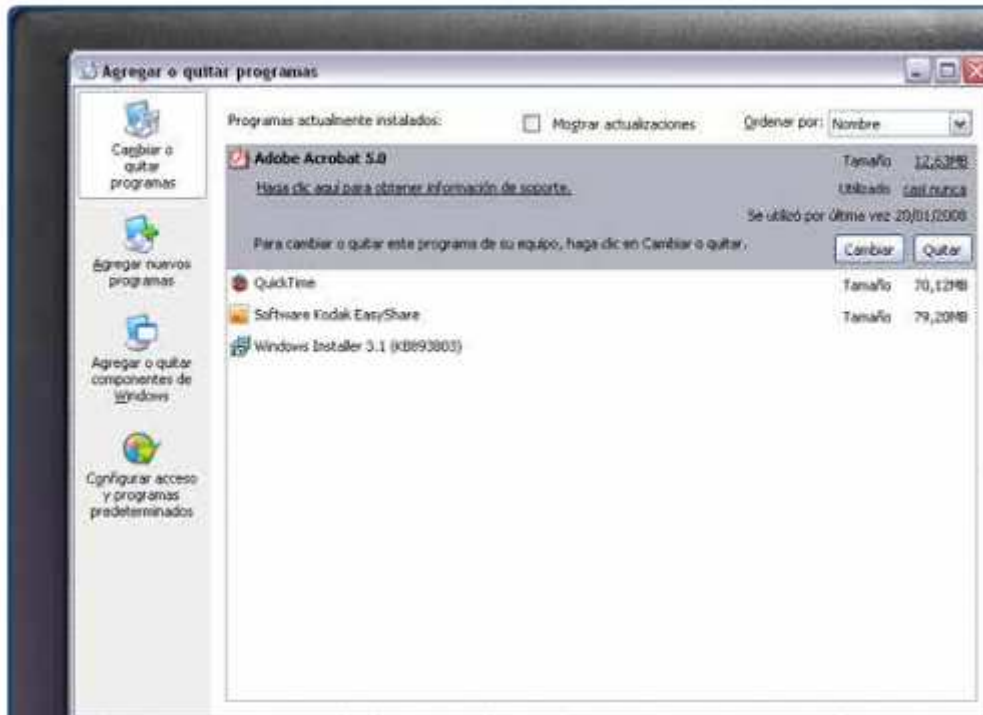 Agregar o quitar programas
Cambiar o
quitar
programas
Agregar nuevos
programas
Agregar o quitar
componentes de
Windows
Configurar acceso
y programas
predeterminados
Programas actualmente instalados:
Mostrar actualizaciones
Ordenar por: Nombre
Adobe Acrobat 5.0
Tamaño 12,63MB
Haga clic aquí para obtener información de soporte.
Utilizado casi nunca
Se utilizó por última vez 20/01/2008
Para cambiar o quitar este programa de su equipo, haga clic en Cambiar o quitar.
Cambiar Quitar
QuickTime Tamaño 70,12MB
Software Kodak EasyShare Tamaño 79,20MB
Windows Installer 3.1 (KB893803)